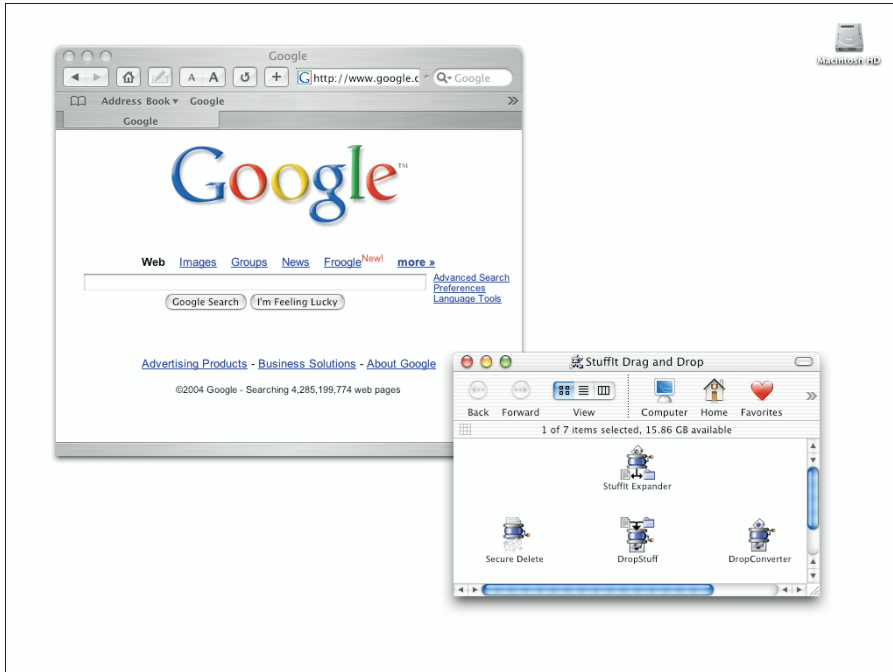 Macintosh HD
Google
A A
http://www.google.c
Google
Address Book Google
Google
Google™
Web Images Groups News Froogle New! more »
Advanced Search
Preferences
Language Tools
Google Search I'm Feeling Lucky
Advertising Products - Business Solutions - About Google
©2004 Google - Searching 4,285,199,774 web pages
StuffIt Drag and Drop
Back Forward View Computer Home Favorites
1 of 7 items selected, 15.86 GB available
StuffIt Expander
Secure Delete DropStuff DropConverter